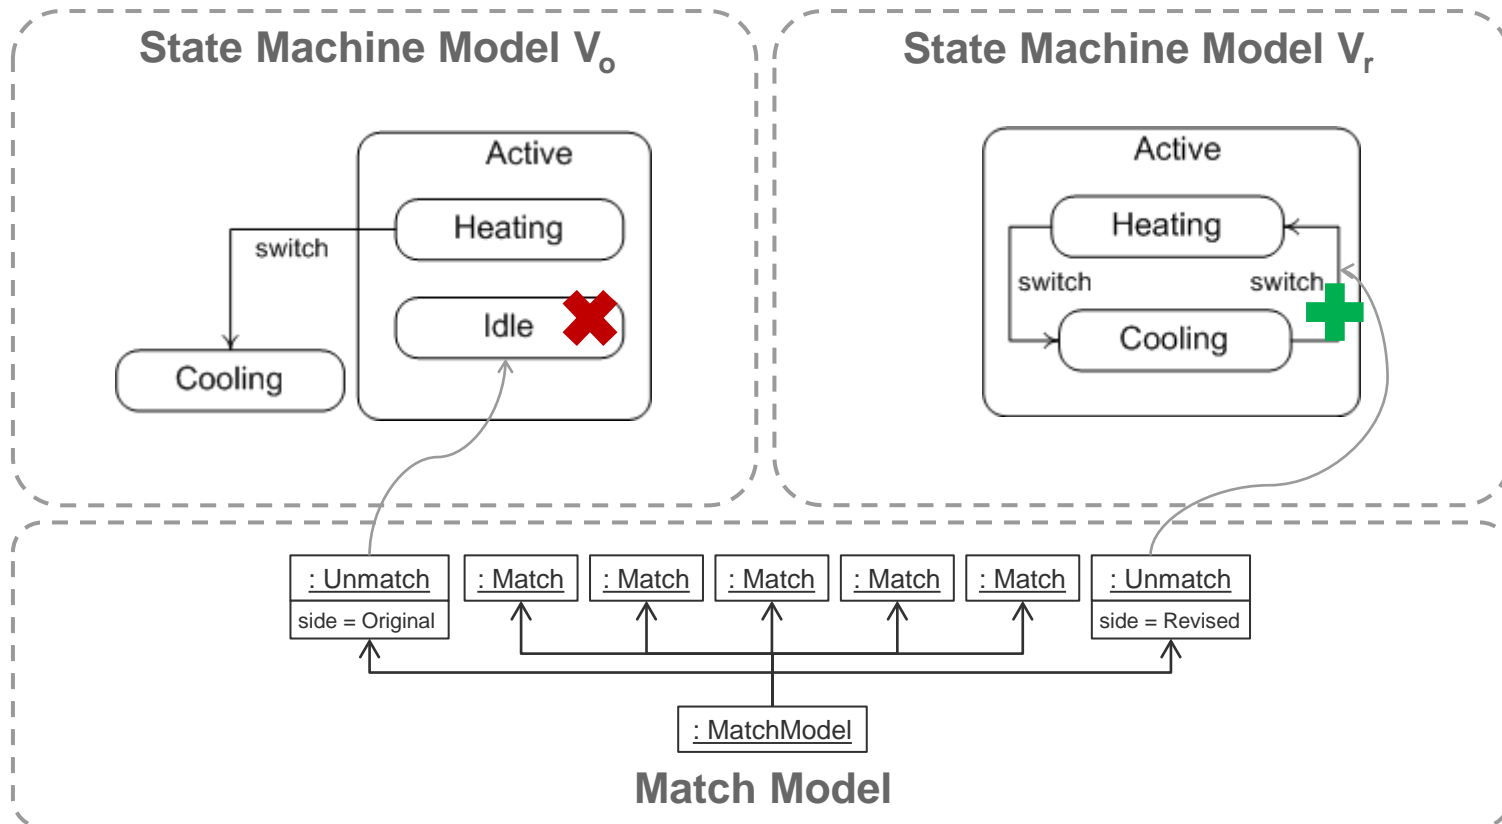 State Machine Model Vo
State Machine Model Vr
Active
Heating
switch
Idle
Cooling
Active
Heating
switch
switch
Cooling
: Unmatch
side = Original
: Match
: Match
: Match
: Match
: Match
: Unmatch
side = Revised
: MatchModel
Match Model